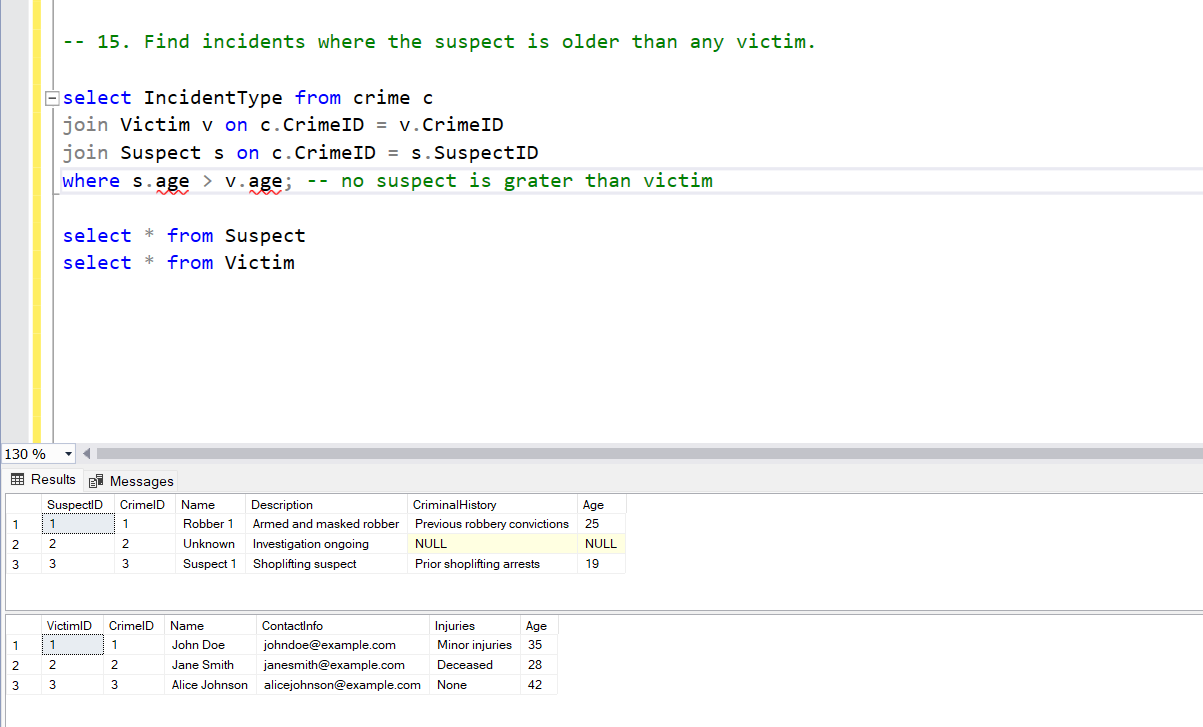 -- 15. Find incidents where the suspect is older than any victim.
select IncidentType from crime c
join Victim v on c.CrimeID = v.CrimeID
join Suspect s on c.CrimeID = s.SuspectID
where s.age > v.age; -- no suspect is grater than victim
select * from Suspect
select * from Victim
130 %
Results Messages
SuspectID CrimeID Name Description CriminalHistory Age
1 1 1 Robber 1 Armed and masked robber Previous robbery convictions 25
2 2 2 Unknown Investigation ongoing NULL NULL
3 3 3 Suspect 1 Shoplifting suspect Prior shoplifting arrests 19
VictimID CrimeID Name ContactInfo Injuries Age
1 1 1 John Doe johndoe@example.com Minor injuries 35
2 2 2 Jane Smith janesmith@example.com Deceased 28
3 3 3 Alice Johnson alicejohnson@example.com None 42